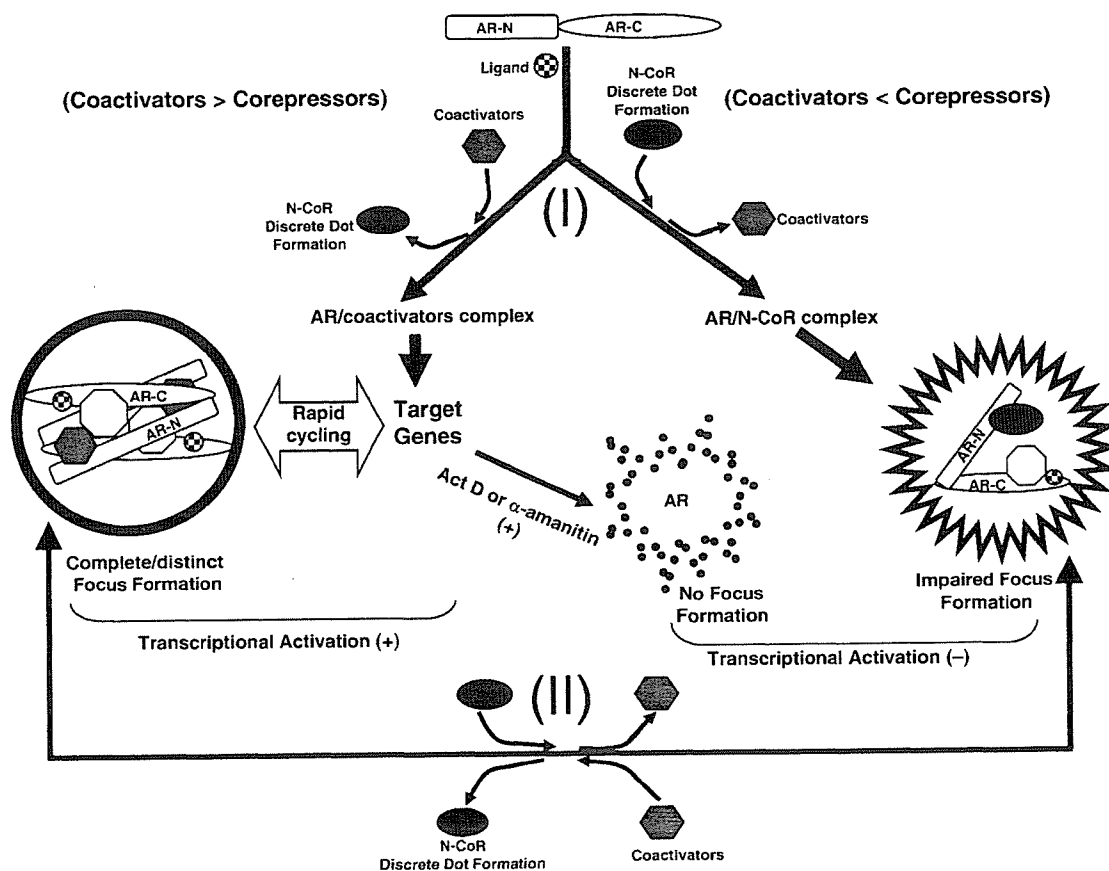 AR-N
AR-C
Ligand
N-CoR
Discrete Dot
Formation
(Coactivators > Corepressors)
(Coactivators < Corepressors)
Coactivators
N-CoR
Discrete Dot
Formation
(I)
Coactivators
AR/coactivators complex
AR/N-CoR complex
AR-C
AR-N
Rapid
cycling
Target
Genes
Act D or α-amanitin
(+)
AR
AR-N
AR-C
Complete/distinct
Focus Formation
No Focus
Formation
Impaired Focus
Formation
Transcriptional Activation (+)
Transcriptional Activation (–)
(II)
N-CoR
Discrete Dot Formation
Coactivators